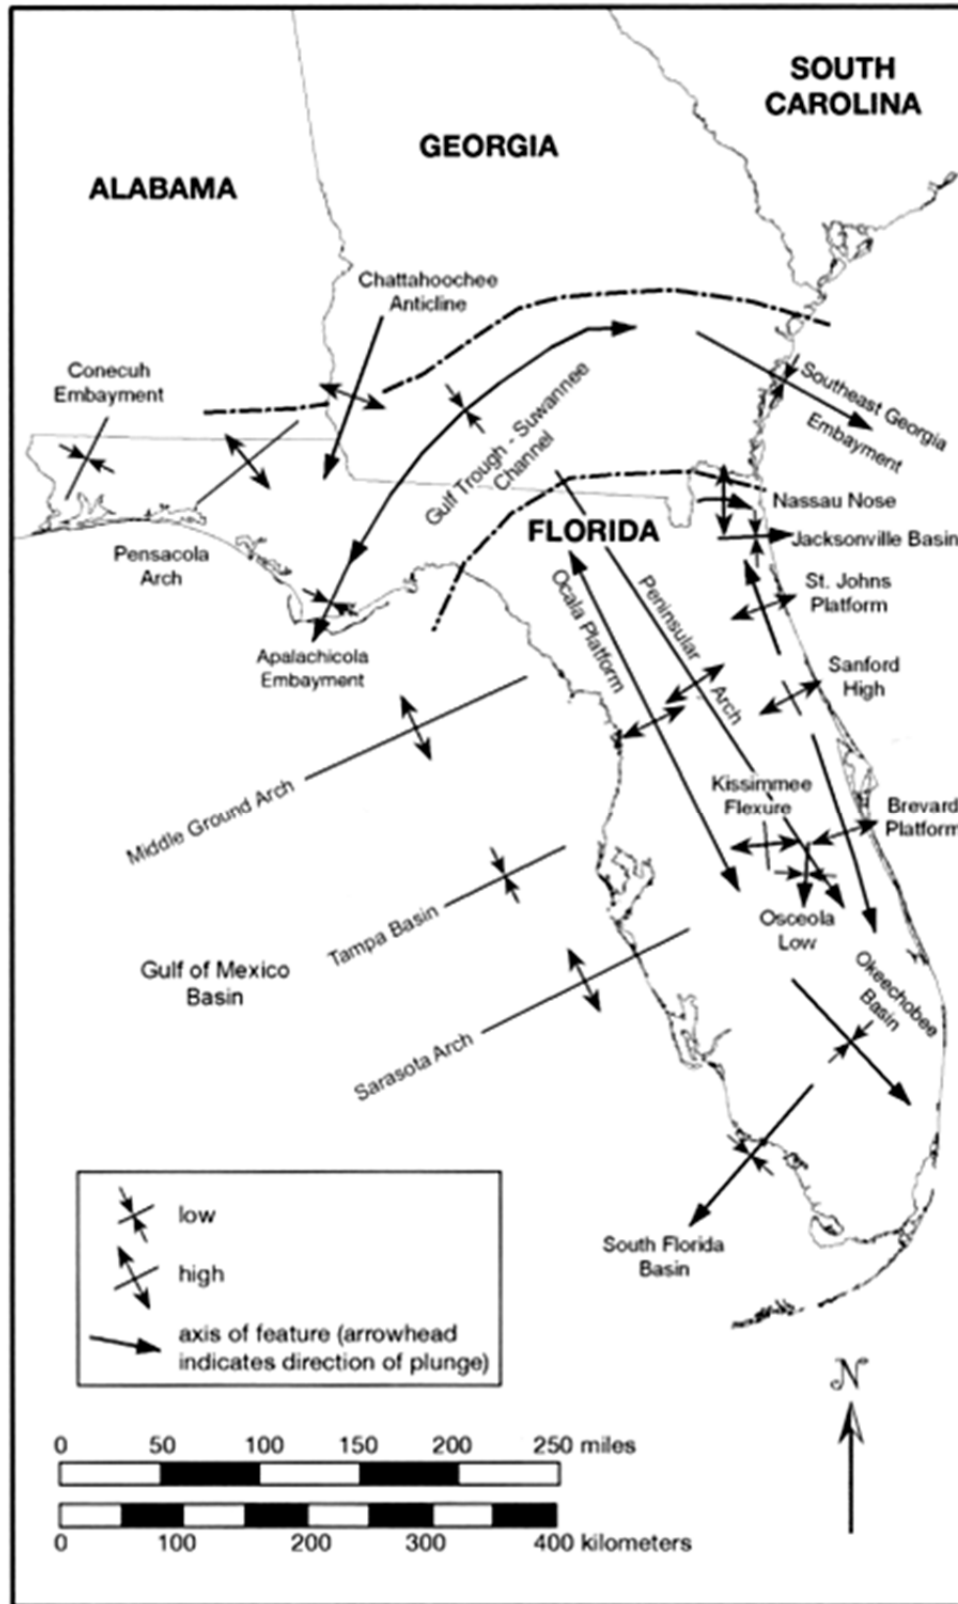 SOUTH
CAROLINA
GEORGIA
ALABAMA
Chattahoochee
Anticline
Conecuh
Embayment
Southeast Georgia
Embayment
Gulf Trough - Suwannee
Channel
Nassau Nose
FLORIDA
Jacksonville Basin
Pensacola
Arch
St. Johns
Platform
Ocala Platform
Peninsular
Arch
Apalachicola
Embayment
Sanford
High
Middle Ground Arch
Kissimmee
Flexure
Brevard
Platform
Tampa Basin
Osceola
Low
Gulf of Mexico
Basin
Okeechobee
Basin
Sarasota Arch
South Florida
Basin
low
high
axis of feature (arrowhead
indicates direction of plunge)
N
0 50 100 150 200 250 miles
0 100 200 300 400 kilometers